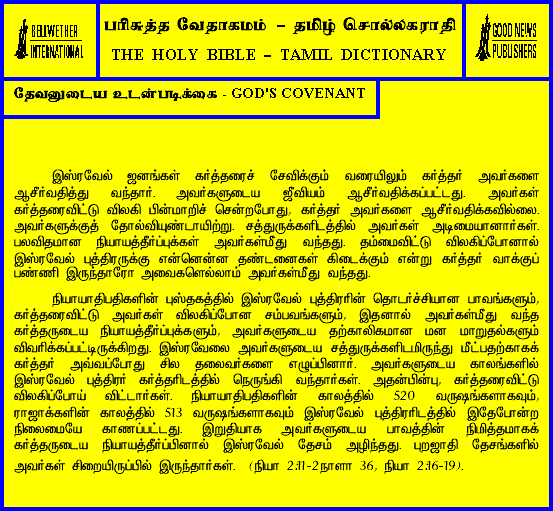 BELLWETHER
INTERNATIONAL
பரிசுத்த வேதாகமம் – தமிழ் சொல்லகராதி
THE HOLY BIBLE – TAMIL DICTIONARY
GOOD NEWS
PUBLISHERS
தேவனுடைய உடன்படிக்கை - GOD'S COVENANT
இஸ்ரவேல் ஜனங்கள் கர்த்தரைச் சேவிக்கும் வரையிலும் கர்த்தர் அவர்களை
ஆசீர்வதித்து வந்தார். அவர்களுடைய ஜீவியம் ஆசீர்வதிக்கப்பட்டது. அவர்கள்
கர்த்தரைவிட்டு விலகி பின்மாறிச் சென்றபோது, கர்த்தர் அவர்களை ஆசீர்வதிக்கவில்லை.
அவர்களுக்குத் தோல்வியுண்டாயிற்று. சத்துருக்களிடத்தில் அவர்கள் அடிமையானார்கள்.
பலவிதமான நியாயத்தீர்ப்புக்கள் அவர்கள்மீது வந்தது. தம்மைவிட்டு விலகிப்போனால்
இஸ்ரவேல் புத்திரருக்கு என்னென்ன தண்டனைகள் கிடைக்கும் என்று கர்த்தர் வாக்குப்
பண்ணி இருந்தாரோ அவைகளெல்லாம் அவர்கள்மீது வந்தது.
நியாயாதிபதிகளின் புஸ்தகத்தில் இஸ்ரவேல் புத்திரரின் தொடர்ச்சியான பாவங்களும்,
கர்த்தரைவிட்டு அவர்கள் விலகிப்போன சம்பவங்களும், இதனால் அவர்கள்மீது வந்த
கர்த்தருடைய நியாயத்தீர்ப்புக்களும், அவர்களுடைய தற்காலிகமான மன மாறுதல்களும்
விவரிக்கப்பட்டிருக்கிறது. இஸ்ரவேலை அவர்களுடைய சத்துருக்களிடமிருந்து மீட்பதற்காகக்
கர்த்தர் அவ்வப்போது சில தலைவர்களை எழுப்பினார். அவர்களுடைய காலங்களில்
இஸ்ரவேல் புத்திரர் கர்த்தரிடத்தில் நெருங்கி வந்தார்கள். அதன்பின்பு, கர்த்தரைவிட்டு
விலகிப்போய் விட்டார்கள். நியாயாதிபதிகளின் காலத்தில் 520 வருஷங்களாகவும்,
ராஜாக்களின் காலத்தில் 513 வருஷங்களாகவும் இஸ்ரவேல் புத்திரரிடத்தில் இதேபோன்ற
நிலைமையே காணப்பட்டது. இறுதியாக அவர்களுடைய பாவத்தின் நிமித்தமாகக்
கர்த்தருடைய நியாயத்தீர்ப்பினால் இஸ்ரவேல் தேசம் அழிந்தது. புறஜாதி தேசங்களில்
அவர்கள் சிறையிருப்பில் இருந்தார்கள். (நியா 2:11-2நாளா 36, நியா 2:16-19).